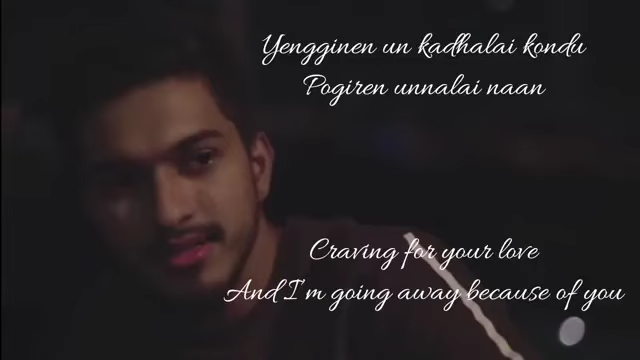 Yengginen un kadhalai kondu
Pogiren unnalai naan
Craving for your love
And I'm going away because of you